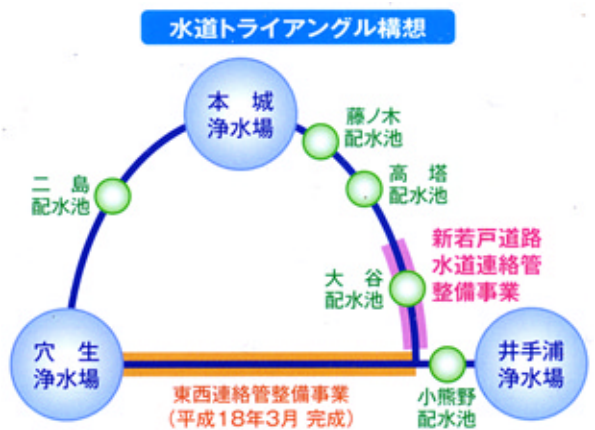 水道トライアングル構想
本城
浄水場
藤ノ木
配水池
高塔
配水池
二島
配水池
新若戸道路
水道連絡管
整備事業
大谷
配水池
穴生
浄水場
井手浦
浄水場
東西連絡管整備事業
(平成18年3月 完成)
小熊野
配水池